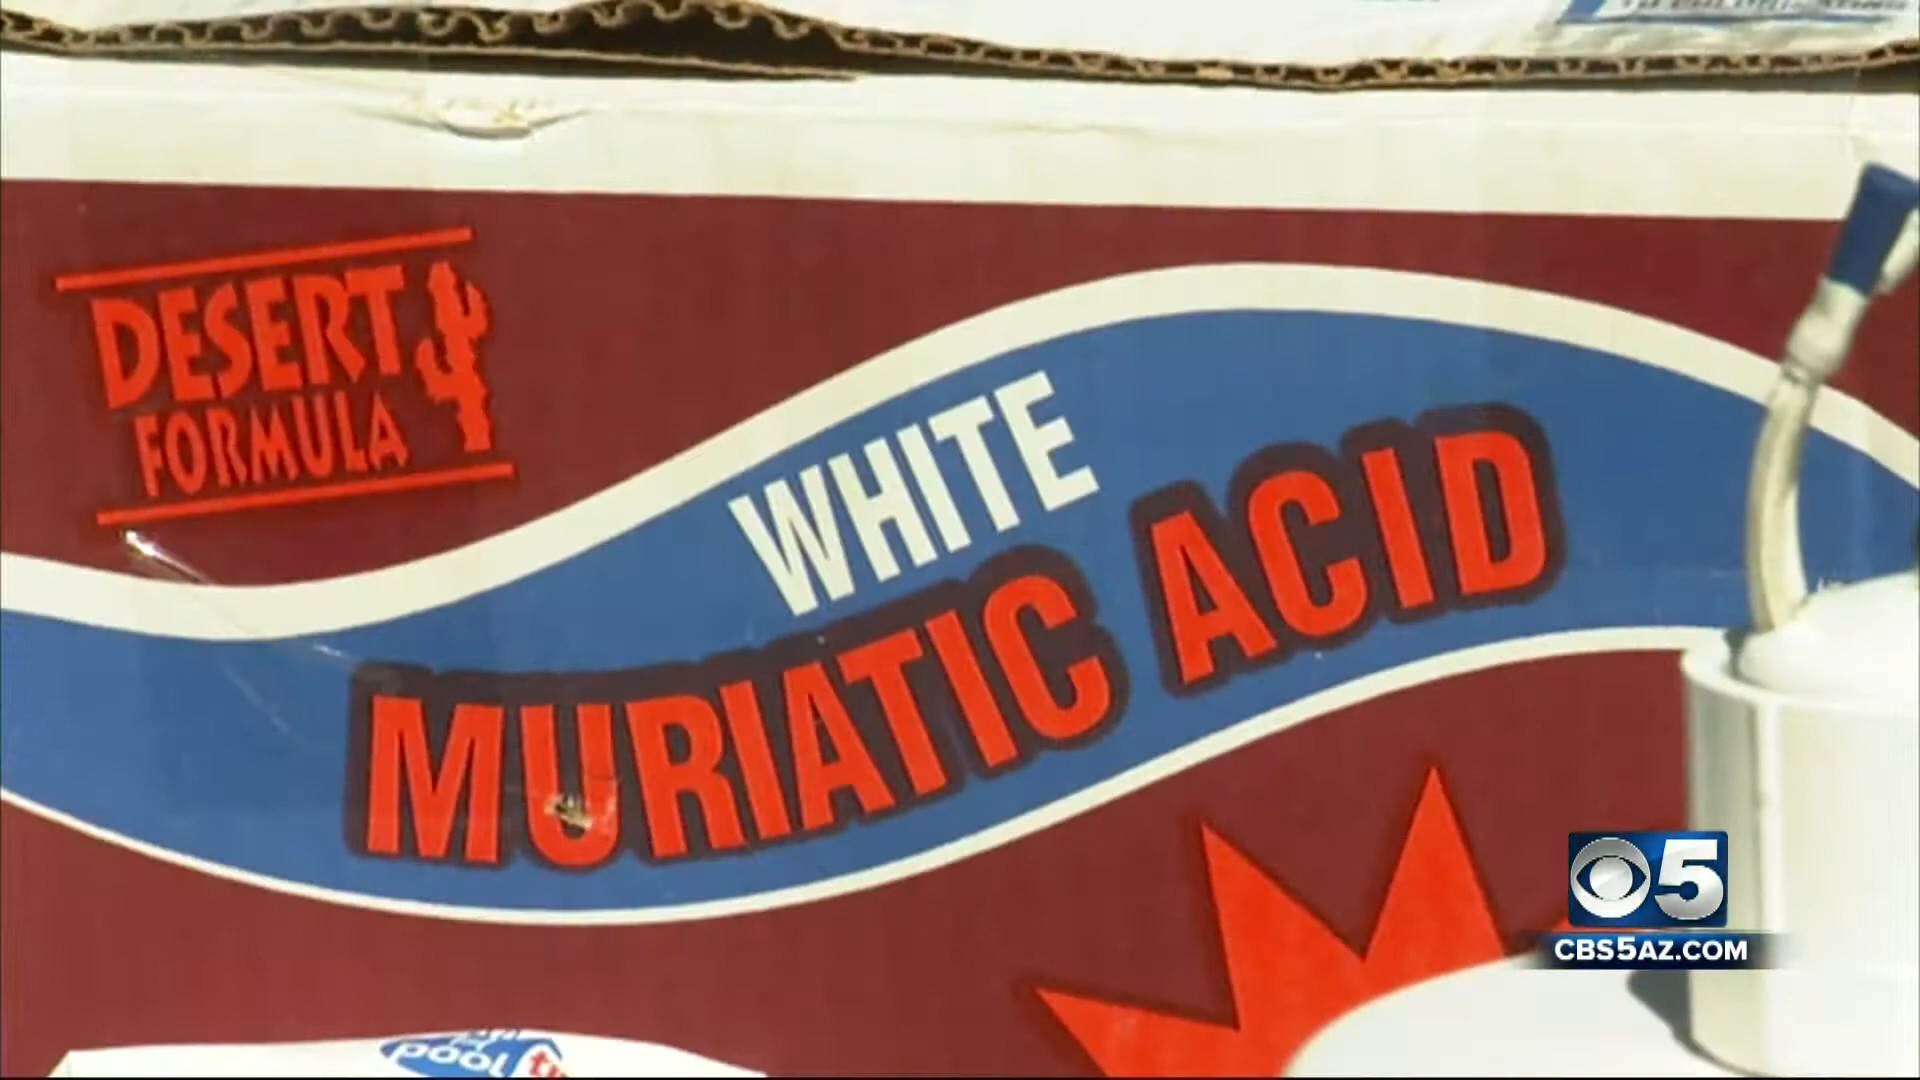 DESERT
FORMULA
WHITE
MURIATIC ACID
pool
5
CBS5AZ.COM